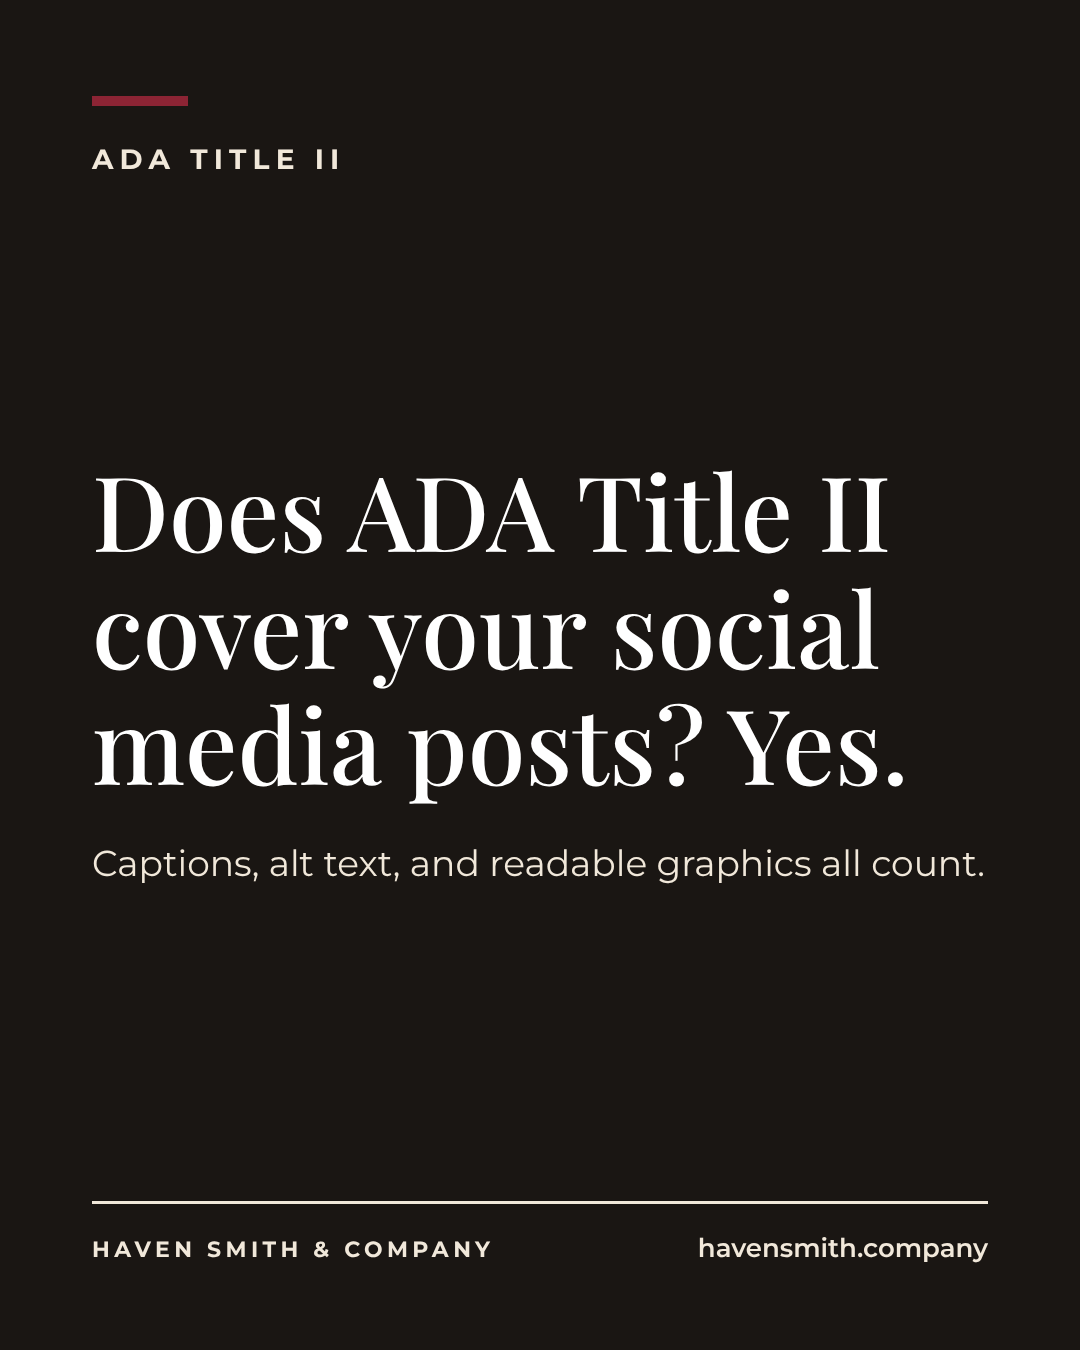 ADA TITLE II
Does ADA Title II
cover your social
media posts? Yes.
Captions, alt text, and readable graphics all count.
HAVEN SMITH & COMPANY
havensmith.company